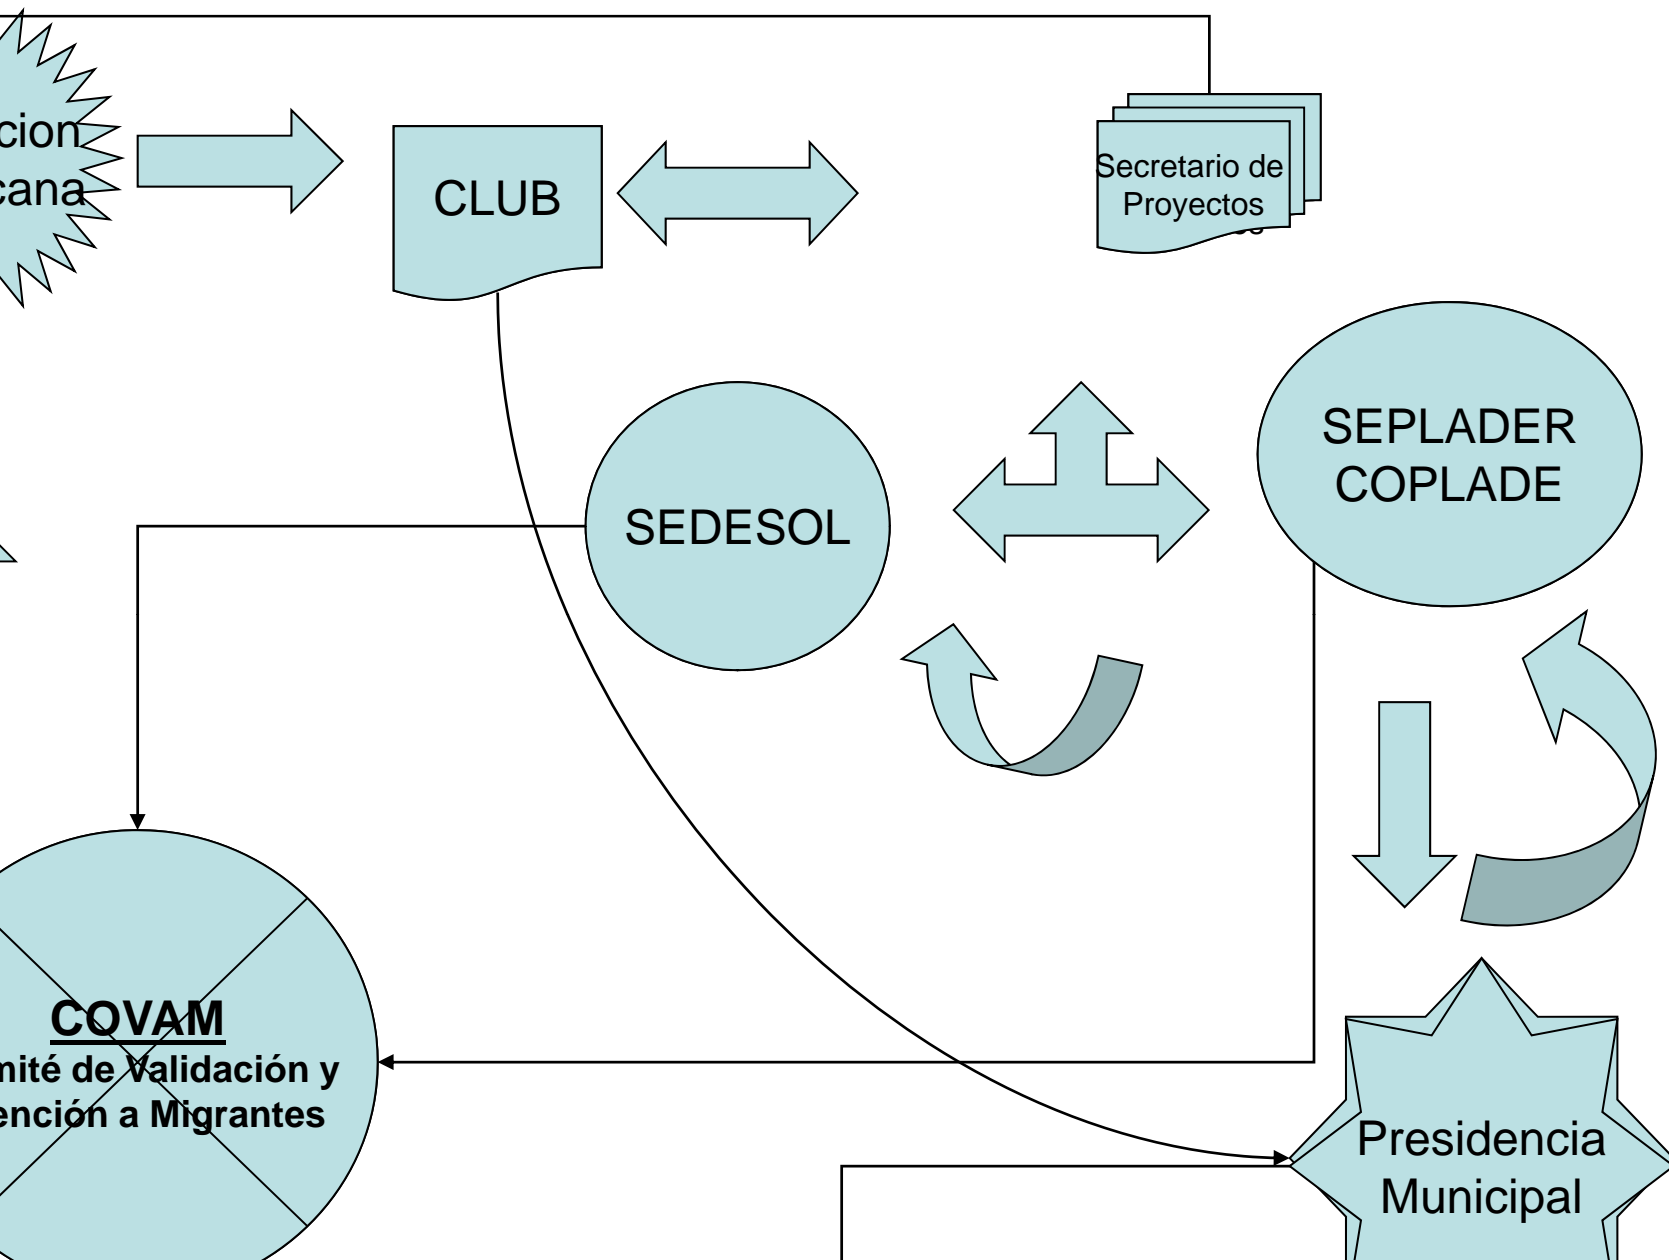 cion
cana
CLUB
Secretario de
Proyectos
SEPLADER
COPLADE
SEDESOL
COVAM
mité de Validación y
ención a Migrantes
Presidencia
Municipal